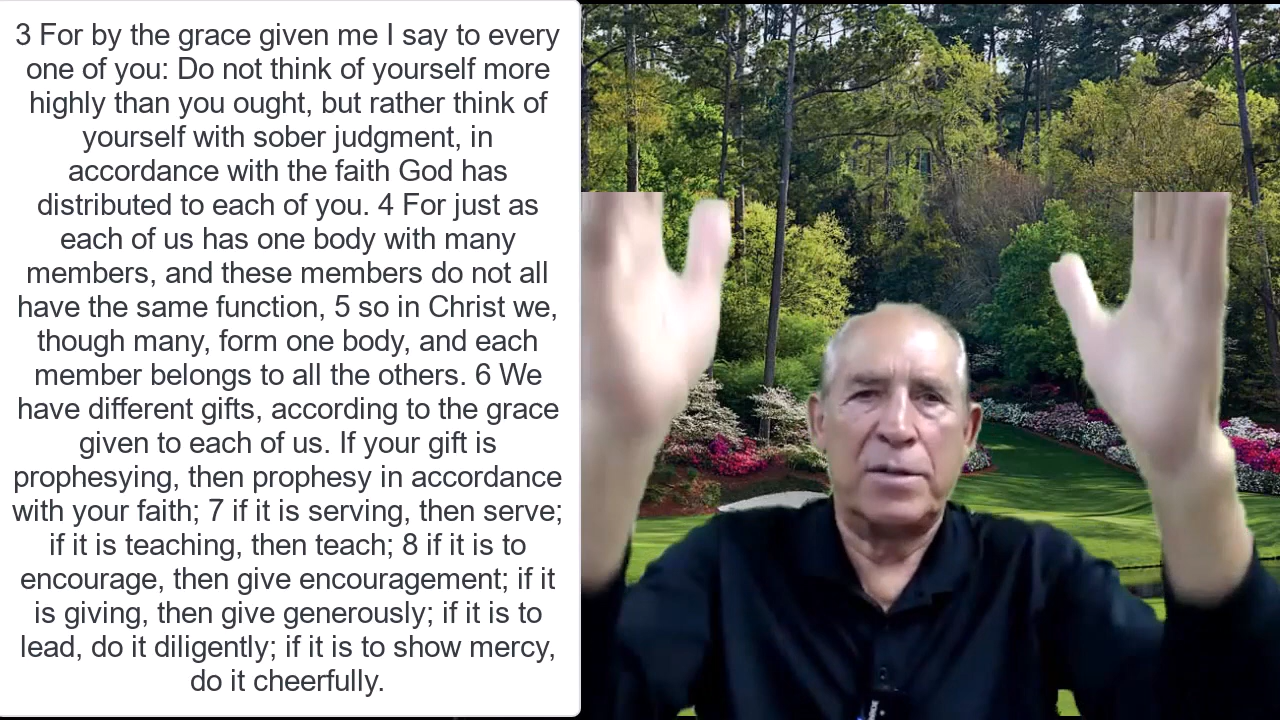 3 For by the grace given me I say to every
one of you: Do not think of yourself more
highly than you ought, but rather think of
yourself with sober judgment, in
accordance with the faith God has
distributed to each of you. 4 For just as
each of us has one body with many
members, and these members do not all
have the same function, 5 so in Christ we,
though many, form one body, and each
member belongs to all the others. 6 We
have different gifts, according to the grace
given to each of us. If your gift is
prophesying, then prophesy in accordance
with your faith; 7 if it is serving, then serve;
if it is teaching, then teach; 8 if it is to
encourage, then give encouragement; if it
is giving, then give generously; if it is to
lead, do it diligently; if it is to show mercy,
do it cheerfully.